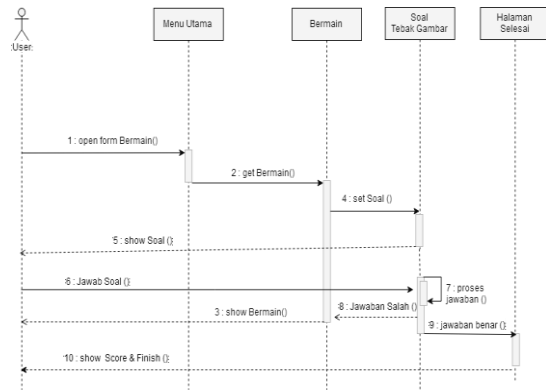 Menu Utama
Bermain
Soal
Tebak Gambar
Halaman
Selesai
:User:
1 : open form Bermain()
2 : get Bermain()
4 : set Soal ()
'5 : show Soal ()}
'6 : Jawab Soal ()}
7 : proses
jawaban ()
'8 : Jawaban Salah ()}
3 : show Bermain()
'9 : jawaban benar ()}
'10 : show Score & Finish ()}